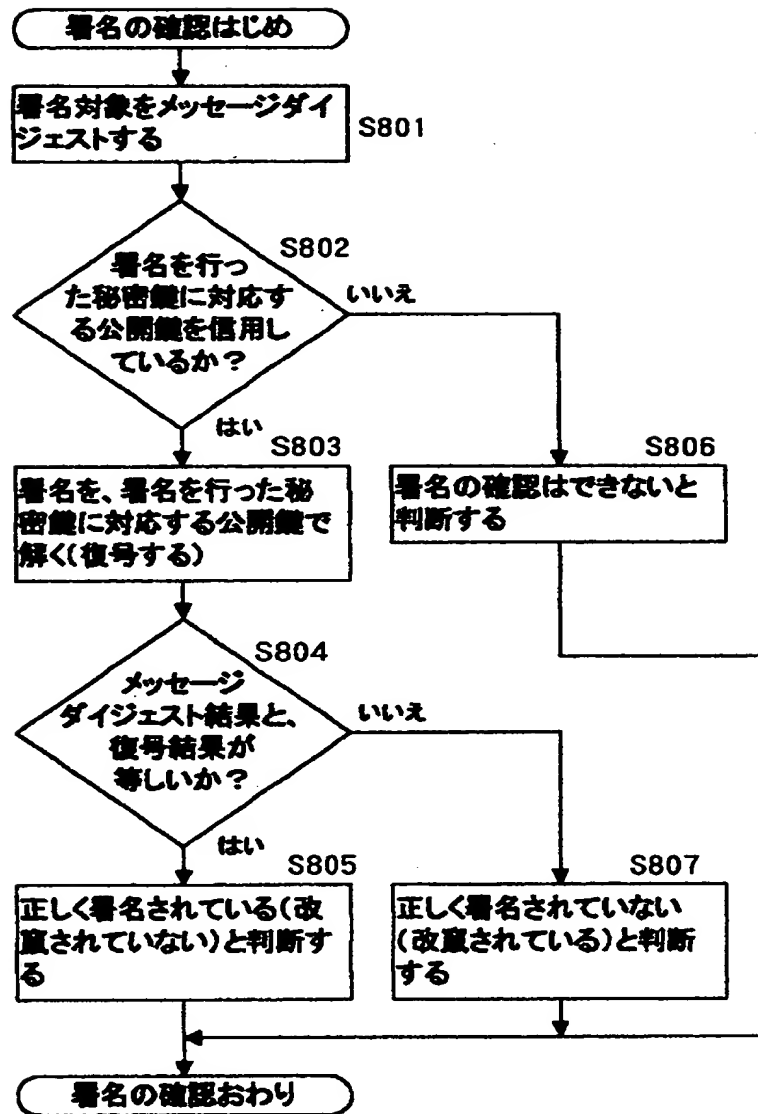 署名の確認はじめ
署名対象をメッセージダイ
ジェストする
S801
S802
署名を行っ
た秘密鍵に対応す
る公開鍵を信用し
ているか？
いいえ
はい
S803
署名を、署名を行った秘
密鍵に対応する公開鍵で
解く(復号する)
S806
署名の確認はできないと
判断する
S804
メッセージ
ダイジェスト結果と、
復号結果が
等しいか？
いいえ
はい
S805
正しく署名されている(改
竄されていない)と判断す
る
S807
正しく署名されていない
(改竄されている)と判断
する
署名の確認おわり